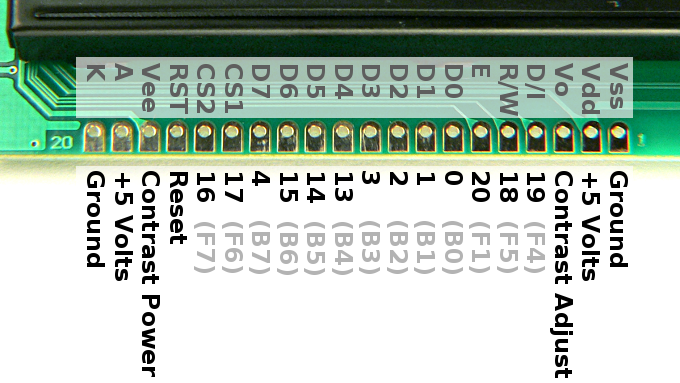 K A Vee RST CS2 CS1 D7 D6 D5 D4 D3 D2 D1 D0 E R/W D/I Vo Vdd Vss
20 1
Ground
+5 Volts
Contrast Power
Reset
16 (F7)
17 (F6)
4 (B7)
15 (B6)
14 (B5)
13 (B4)
3 (B3)
2 (B2)
1 (B1)
0 (B0)
20 (F1)
18 (F5)
19 (F4)
Contrast Adjust
+5 Volts
Ground